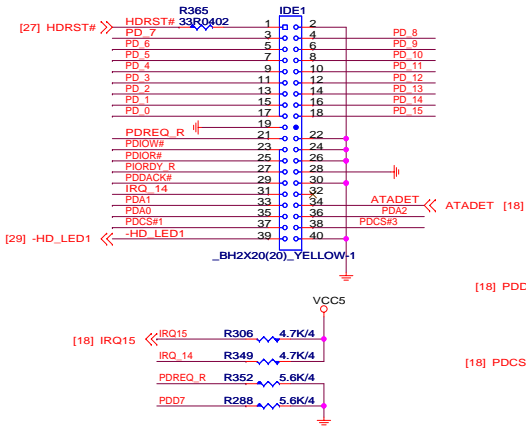 R365 IDE1
[27] HDRST# HDRST# 33R0402 1 2
PD_7 3 4 PD_8
PD_6 5 6 PD_9
PD_5 7 8 PD_10
PD_4 9 10 PD_11
PD_3 11 12 PD_12
PD_2 13 14 PD_13
PD_1 15 16 PD_14
PD_0 17 18 PD_15
19
PDREQ_R 21 22
PDIOW# 23 24
PDIOR# 25 26
PIORDY_R 27 28
PDDACK# 29 30
IRQ_14 31 32
PDA1 33 34 ATADET ATADET [18]
PDA0 35 36 PDA2
PDCS#1 37 38 PDCS#3
[29] -HD_LED1 -HD_LED1 39 40
_BH2X20(20)_YELLOW-1
[18] PDD
VCC5
[18] IRQ15 IRQ15 R306 4.7K/4
IRQ_14 R349 4.7K/4
[18] PDCS
PDREQ_R R352 5.6K/4
PDD7 R288 5.6K/4